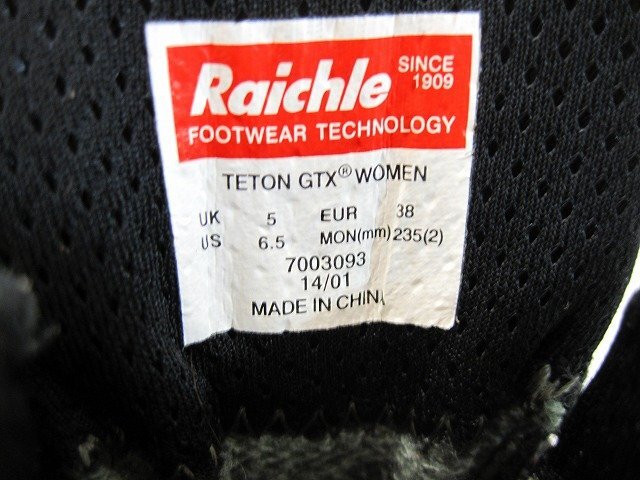 Raichle SINCE 1909
FOOTWEAR TECHNOLOGY
TETON GTX® WOMEN
UK 5 EUR 38
US 6.5 MON(mm) 235(2)
7003093
14/01
MADE IN CHINA